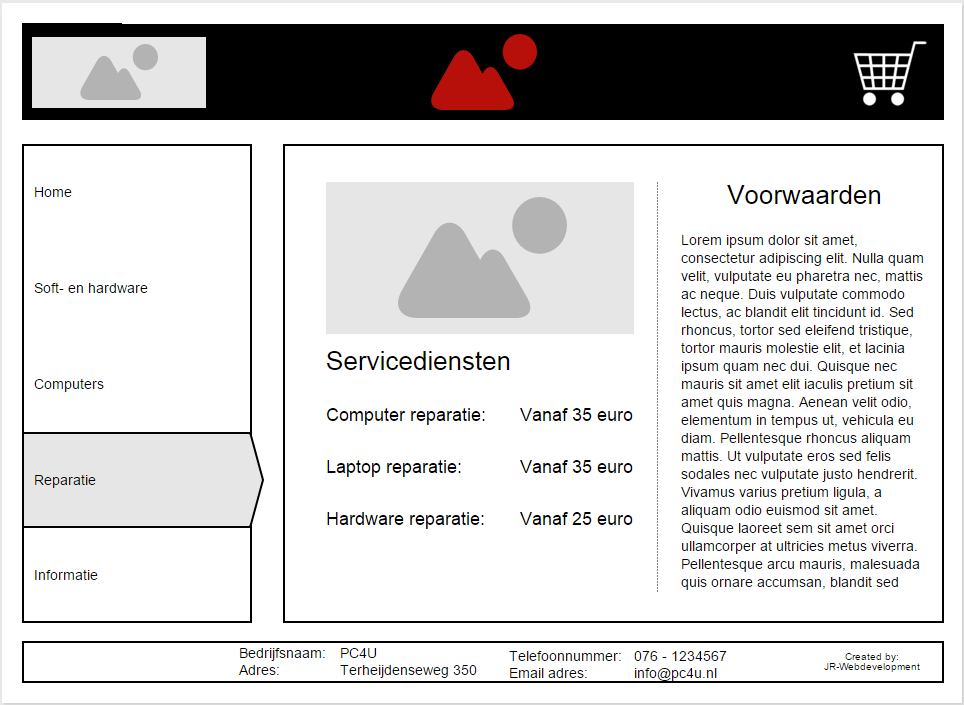 Home
Soft- en hardware
Computers
Reparatie
Informatie
Servicediensten
Computer reparatie: Vanaf 35 euro
Laptop reparatie: Vanaf 35 euro
Hardware reparatie: Vanaf 25 euro
Voorwaarden
Lorem ipsum dolor sit amet,
consectetur adipiscing elit. Nulla quam
velit, vulputate eu pharetra nec, mattis
ac neque. Duis vulputate commodo
lectus, ac blandit elit tincidunt id. Sed
rhoncus, tortor sed eleifend tristique,
tortor mauris molestie elit, et lacinia
ipsum quam nec dui. Quisque nec
mauris sit amet elit iaculis pretium sit
amet quis magna. Aenean velit odio,
elementum in tempus ut, vehicula eu
diam. Pellentesque rhoncus aliquam
mattis. Ut vulputate eros sed felis
sodales nec vulputate justo hendrerit.
Vivamus varius pretium ligula, a
aliquam odio euismod sit amet.
Quisque laoreet sem sit amet orci
ullamcorper at ultricies metus viverra.
Pellentesque arcu mauris, malesuada
quis ornare accumsan, blandit sed
Bedrijfsnaam: PC4U
Adres: Terheijdenseweg 350
Telefoonnummer: 076 - 1234567
Email adres: info@pc4u.nl
Created by:
JR-Webdevelopment